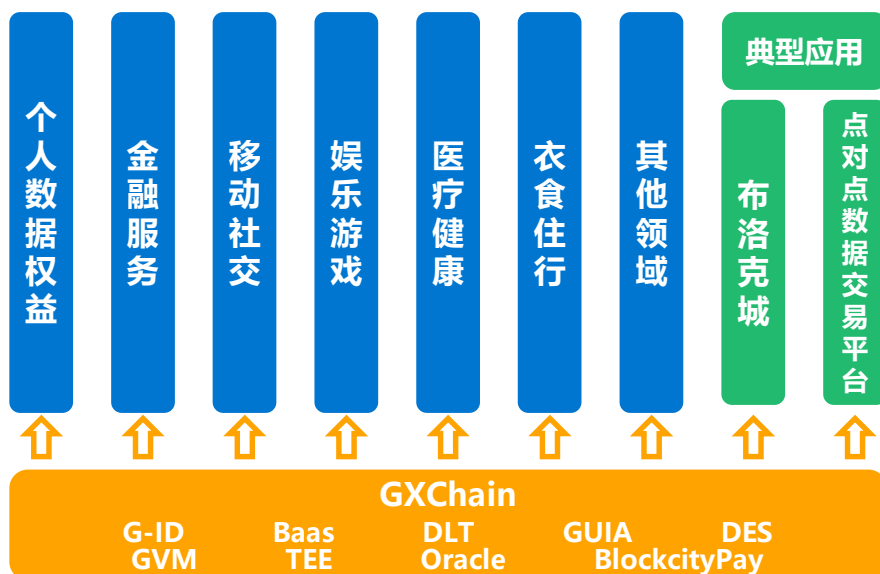 个人数据权益
金融服务
移动社交
娱乐游戏
医疗健康
衣食住行
其他领域
典型应用
布洛克城
点对点数据交易平台
GXChain
G-ID Baas DLT GUIA DES
GVM TEE Oracle BlockcityPay